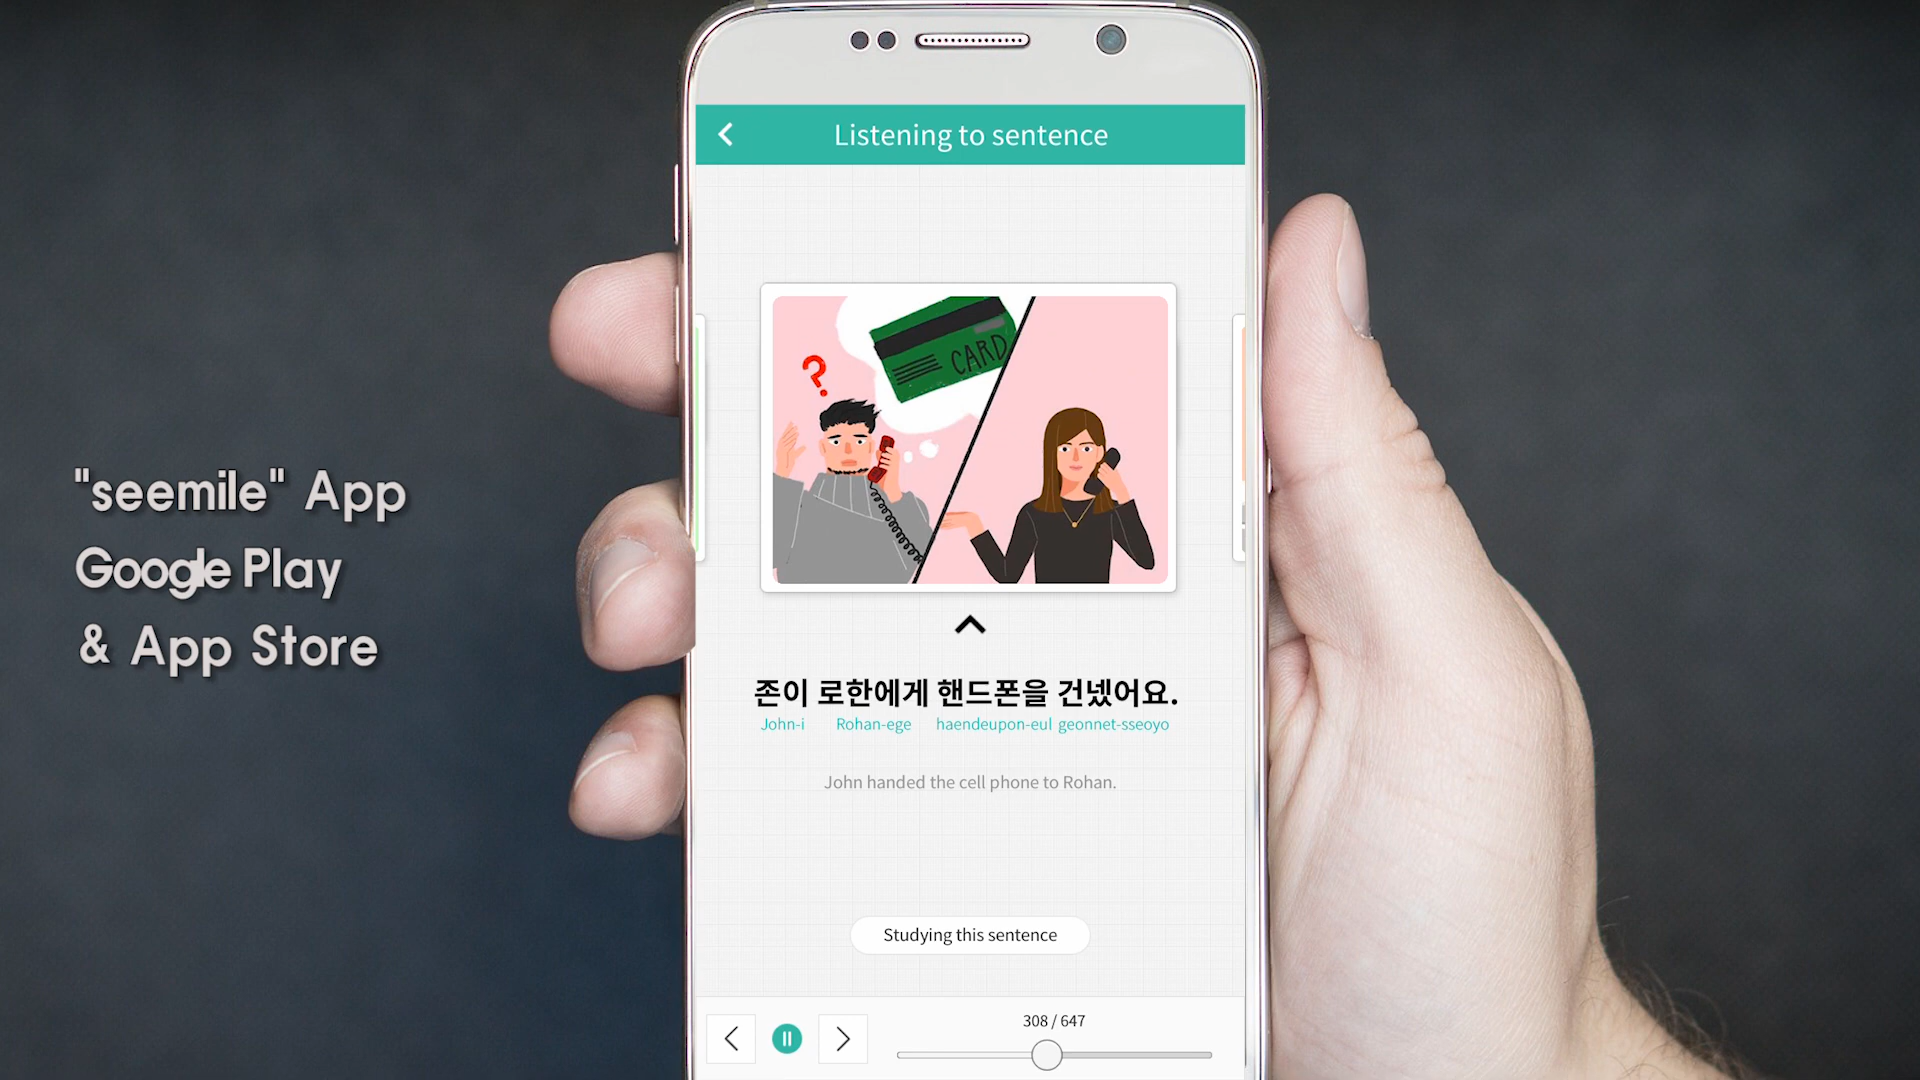 "seemile" App
Google Play
& App Store
Listening to sentence
?
CARD
존이 로한에게 핸드폰을 건넸어요.
John-i Rohan-ege haendeupon-eul geonnet-sseoyo
John handed the cell phone to Rohan.
Studying this sentence
308 / 647